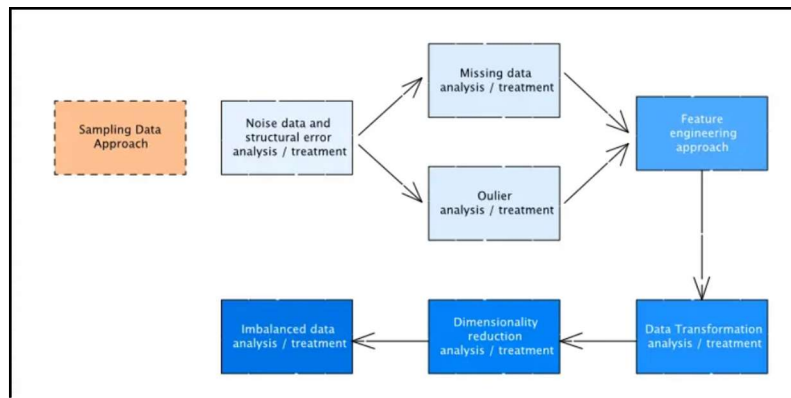 Sampling Data
Approach
Noise data and
structural error
analysis / treatment
Missing data
analysis / treatment
Oulier
analysis / treatment
Feature
engineering
approach
Imbalanced data
analysis / treatment
Dimensionality
reduction
analysis / treatment
Data Transformation
analysis / treatment